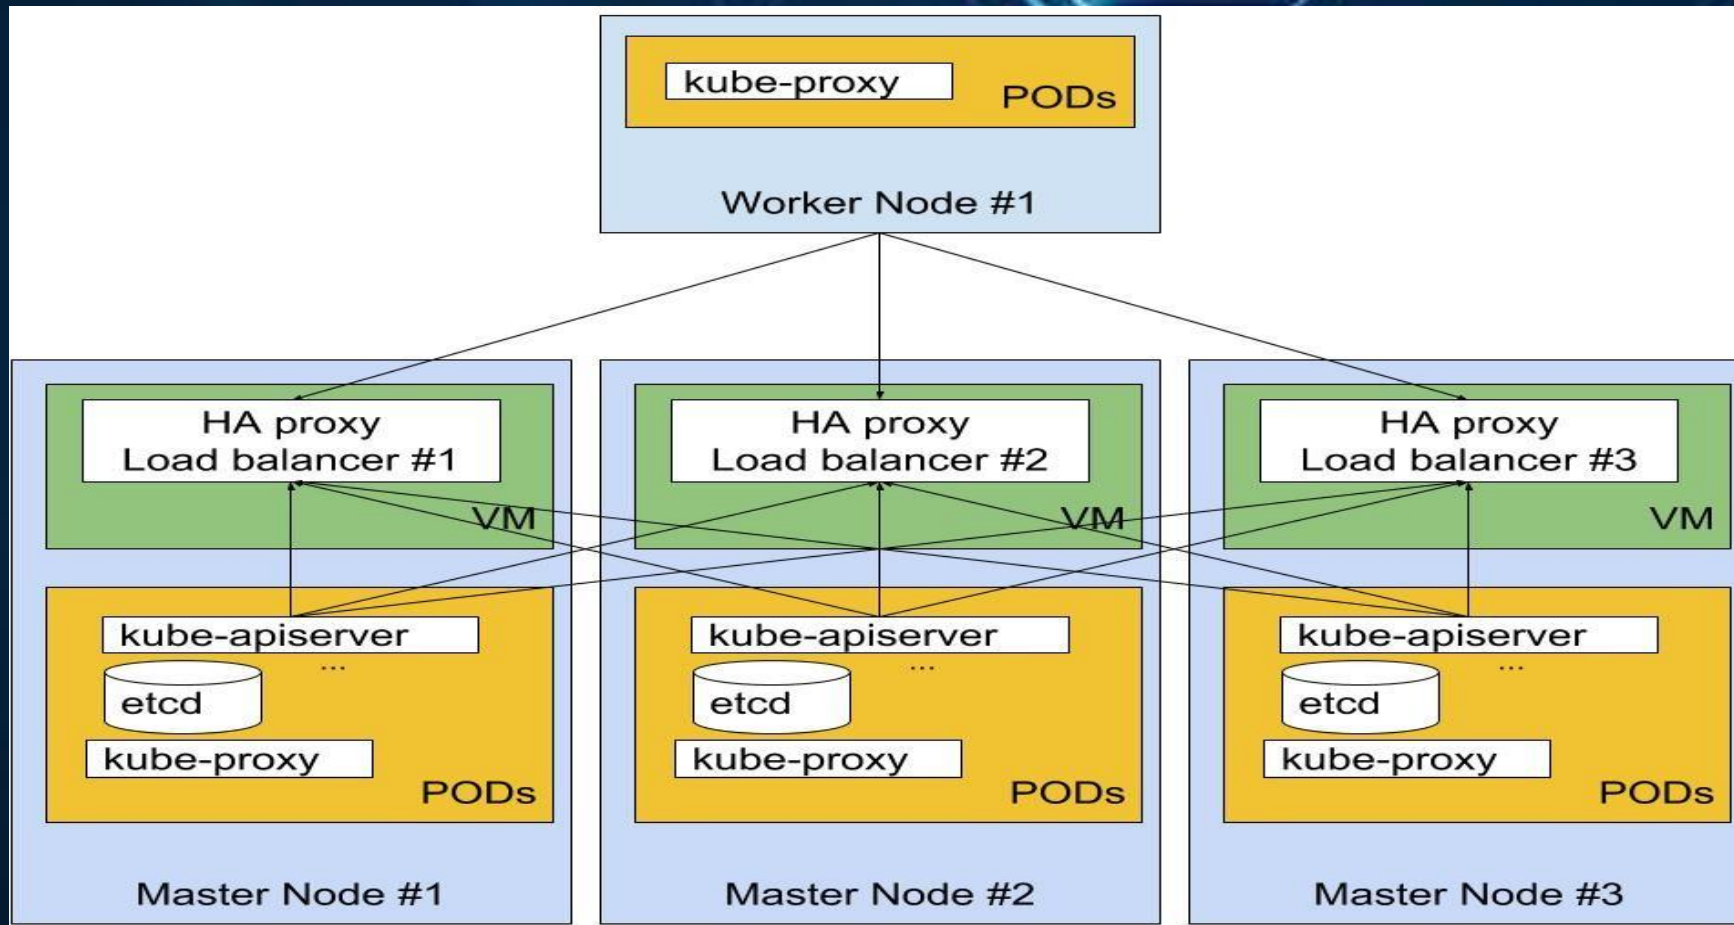 kube-proxy
PODs
Worker Node #1
HA proxy
Load balancer #1
VM
HA proxy
Load balancer #2
VM
HA proxy
Load balancer #3
VM
kube-apiserver
...
etcd
kube-proxy
PODs
Master Node #1
kube-apiserver
...
etcd
kube-proxy
PODs
Master Node #2
kube-apiserver
...
etcd
kube-proxy
PODs
Master Node #3